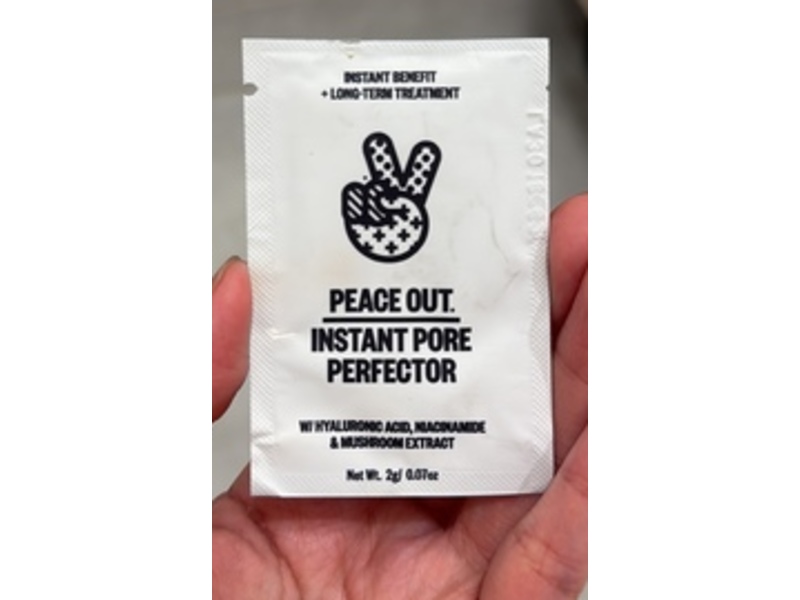 INSTANT BENEFIT
+ LONG-TERM TREATMENT
PEACE OUT.
INSTANT PORE
PERFECTOR
W/ HYALURONIC ACID, NIACINAMIDE
& MUSHROOM EXTRACT
Net Wt. 2g/ 0.07oz